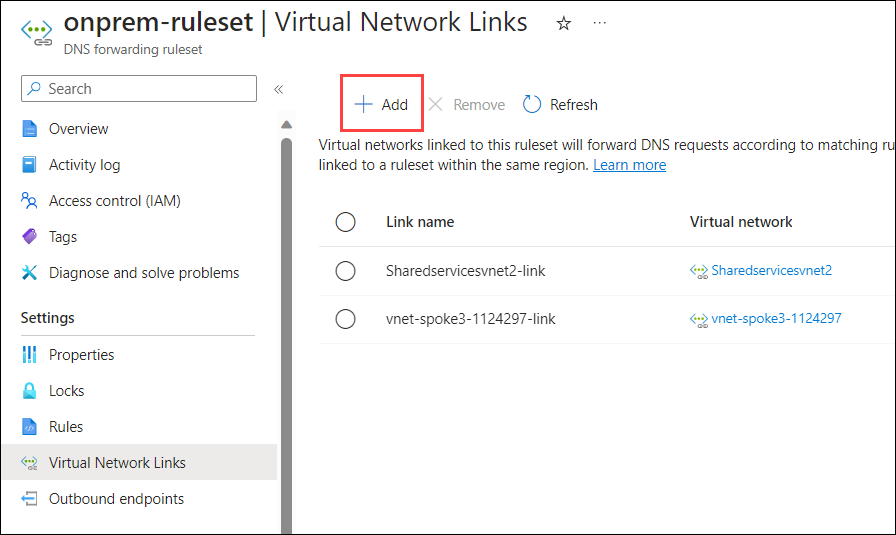 onprem-ruleset | Virtual Network Links
DNS forwarding ruleset
Search
Overview
Activity log
Access control (IAM)
Tags
Diagnose and solve problems
Settings
Properties
Locks
Rules
Virtual Network Links
Outbound endpoints
Add Remove Refresh
Virtual networks linked to this ruleset will forward DNS requests according to matching ru
linked to a ruleset within the same region. Learn more
Link name Virtual network
Sharedservicesvnet2-link Sharedservicesvnet2
vnet-spoke3-1124297-link vnet-spoke3-1124297